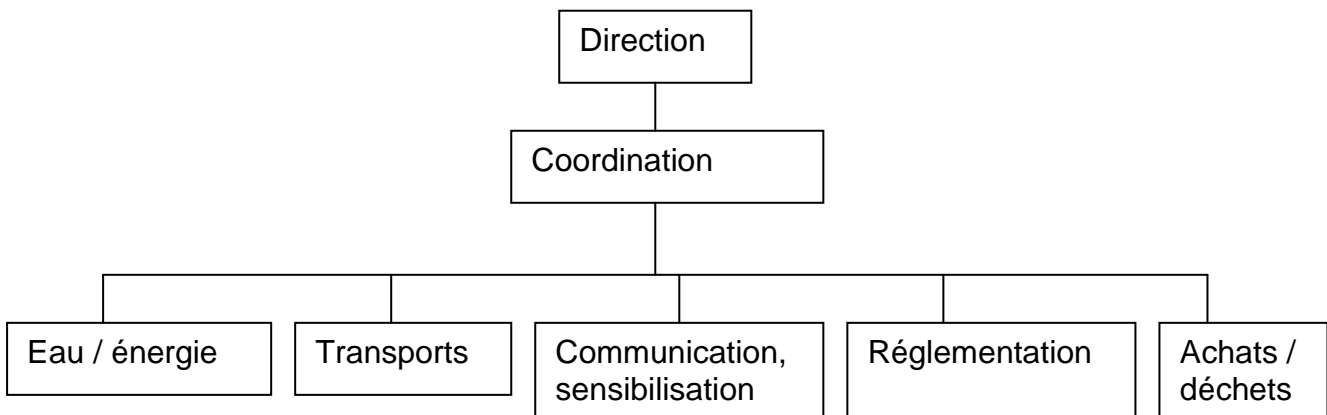 Direction
Coordination
Eau / énergie
Transports
Communication,
sensibilisation
Réglementation
Achats /
déchets